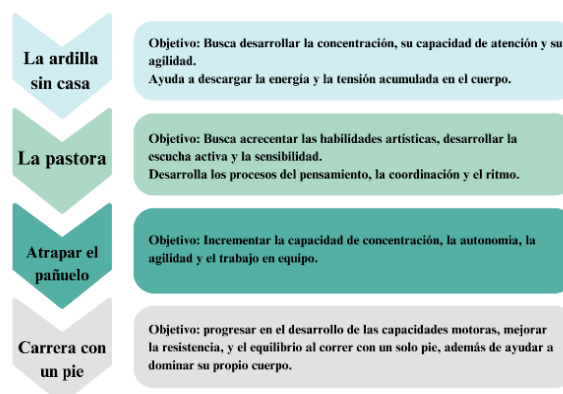 La ardilla
sin casa
Objetivo: Busca desarrollar la concentración, su capacidad de atención y su
agilidad.
Ayuda a descargar la energía y la tensión acumulada en el cuerpo.
La pastora
Objetivo: Busca acrecentar las habilidades artísticas, desarrollar la
escucha activa y la sensibilidad.
Desarrolla los procesos del pensamiento, la coordinación y el ritmo.
Atrapar el
pañuelo
Objetivo: Incrementar la capacidad de concentración, la autonomía, la
agilidad y el trabajo en equipo.
Carrera con
un pie
Objetivo: progresar en el desarrollo de las capacidades motoras, mejorar
la resistencia, y el equilibrio al correr con un solo pie, además de ayudar a
dominar su propio cuerpo.